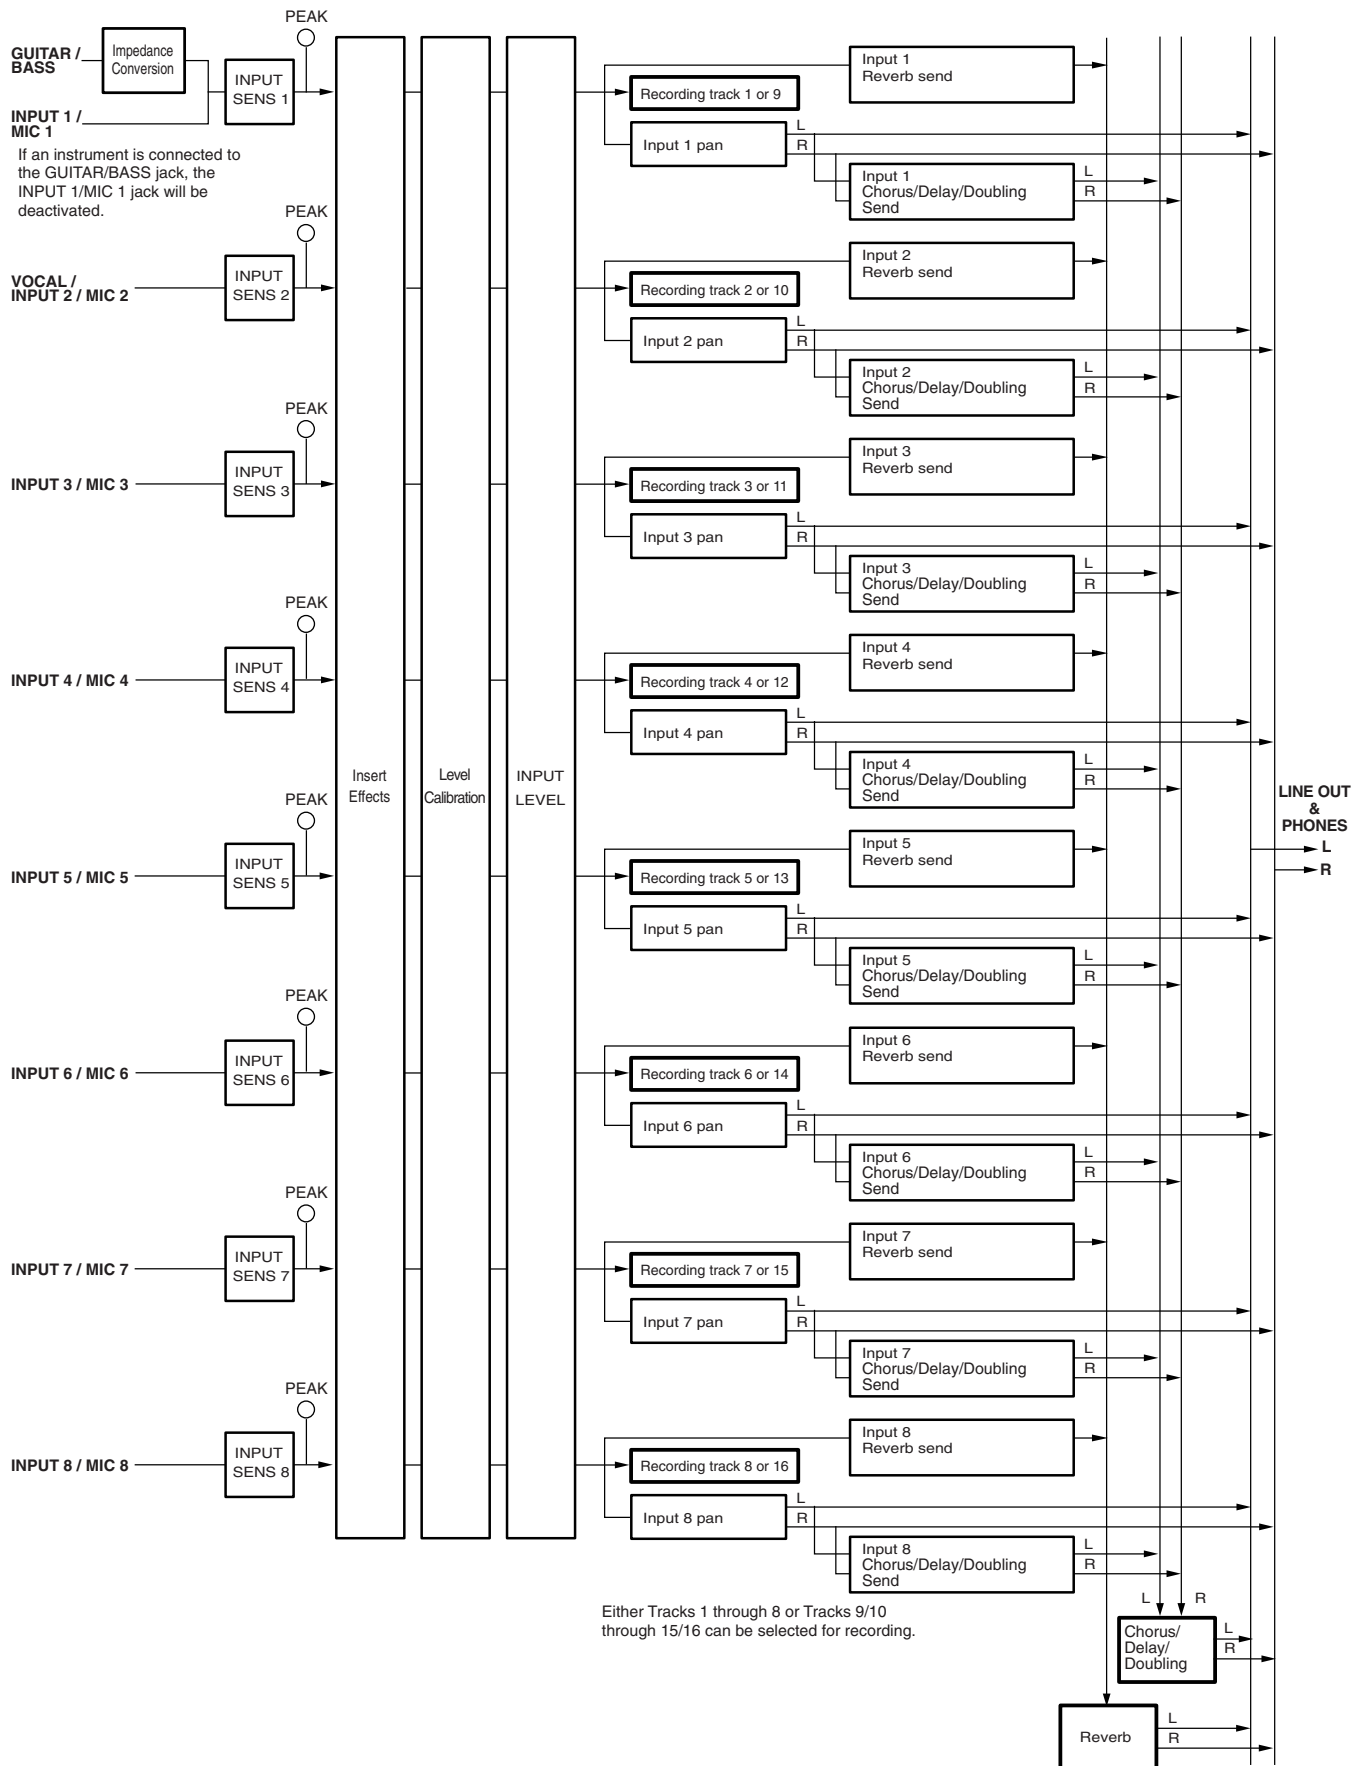 PEAK
GUITAR /
BASS
Impedance
Conversion
INPUT
SENS 1
INPUT 1 /
MIC 1
If an instrument is connected to
the GUITAR/BASS jack, the
INPUT 1/MIC 1 jack will be
deactivated.
Input 1
Reverb send
Recording track 1 or 9
Input 1 pan
L
R
Input 1
Chorus/Delay/Doubling
Send
L
R
PEAK
VOCAL /
INPUT 2 / MIC 2
INPUT
SENS 2
Input 2
Reverb send
Recording track 2 or 10
Input 2 pan
L
R
Input 2
Chorus/Delay/Doubling
Send
L
R
PEAK
INPUT 3 / MIC 3
INPUT
SENS 3
Input 3
Reverb send
Recording track 3 or 11
Input 3 pan
L
R
Input 3
Chorus/Delay/Doubling
Send
L
R
PEAK
INPUT 4 / MIC 4
INPUT
SENS 4
Input 4
Reverb send
Recording track 4 or 12
Input 4 pan
L
R
Input 4
Chorus/Delay/Doubling
Send
L
R
Insert
Effects
Level
Calibration
INPUT
LEVEL
LINE OUT
&
PHONES
L
R
PEAK
INPUT 5 / MIC 5
INPUT
SENS 5
Input 5
Reverb send
Recording track 5 or 13
Input 5 pan
L
R
Input 5
Chorus/Delay/Doubling
Send
L
R
PEAK
INPUT 6 / MIC 6
INPUT
SENS 6
Input 6
Reverb send
Recording track 6 or 14
Input 6 pan
L
R
Input 6
Chorus/Delay/Doubling
Send
L
R
PEAK
INPUT 7 / MIC 7
INPUT
SENS 7
Input 7
Reverb send
Recording track 7 or 15
Input 7 pan
L
R
Input 7
Chorus/Delay/Doubling
Send
L
R
PEAK
INPUT 8 / MIC 8
INPUT
SENS 8
Input 8
Reverb send
Recording track 8 or 16
Input 8 pan
L
R
Input 8
Chorus/Delay/Doubling
Send
L
R
Either Tracks 1 through 8 or Tracks 9/10
through 15/16 can be selected for recording.
L
R
Chorus/
Delay/
Doubling
L
R
Reverb
L
R